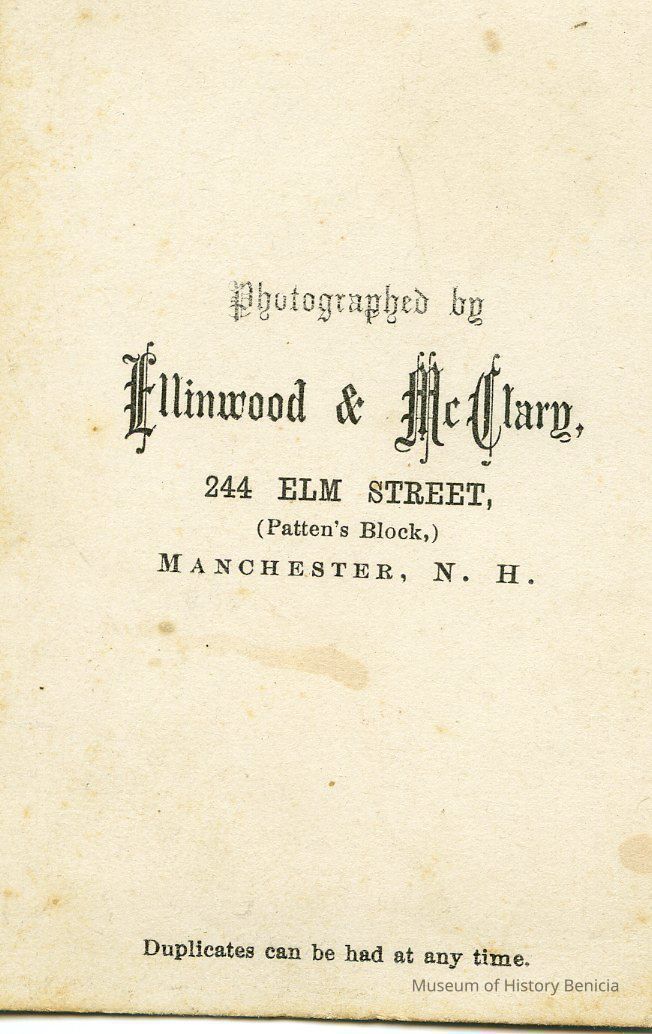 Photographed by
Ellinwood & McClary,
244 ELM STREET,
(Patten's Block,)
MANCHESTER, N. H.
Duplicates can be had at any time.
Museum of History Benicia